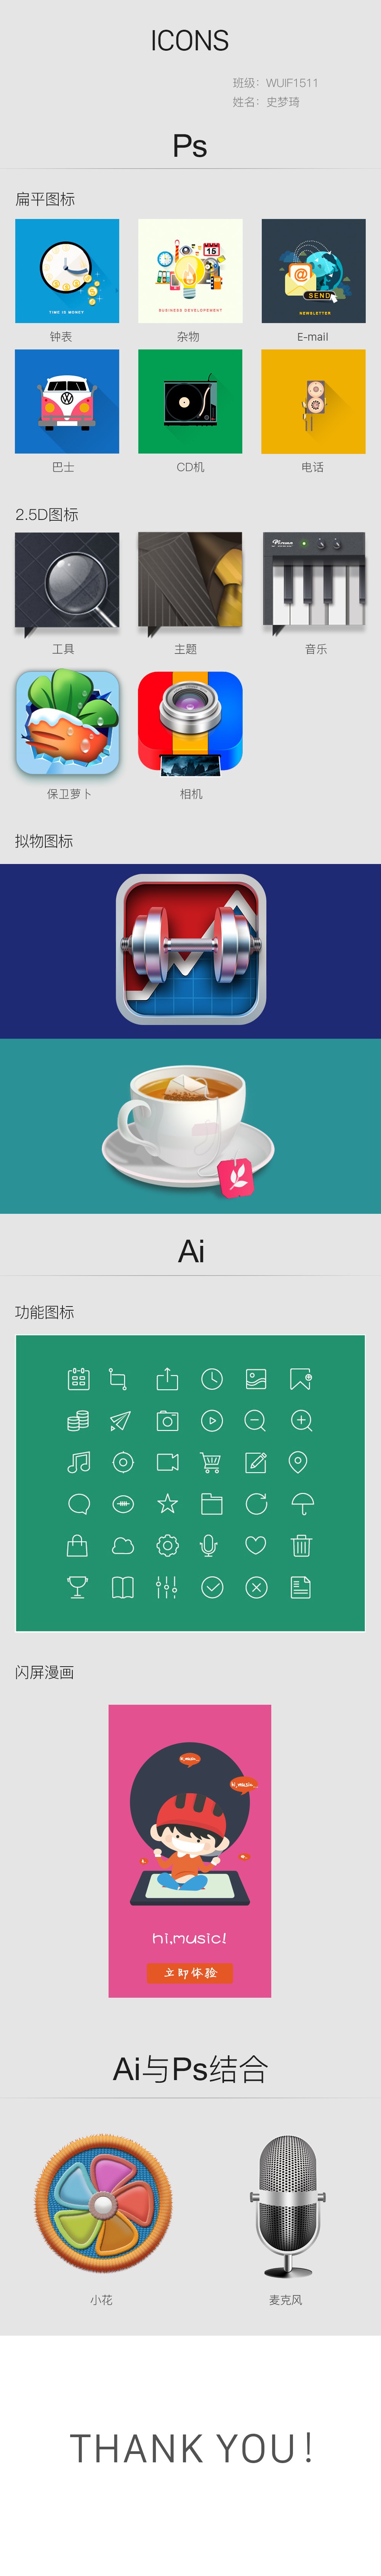 ICONS
班级：WUIF1511
姓名：史梦琦
Ps
扁平图标
TIME IS MONEY
BUSINESS DEVELOPEMENT
15
@
SEND
NEWSLETTER
钟表
杂物
E-mail
巴士
CD机
电话
2.5D图标
工具
主题
音乐
保卫萝卜
相机
拟物图标
Ai
功能图标
闪屏漫画
hi,music!
立即体验
Ai与Ps结合
小花
麦克风
THANK YOU！